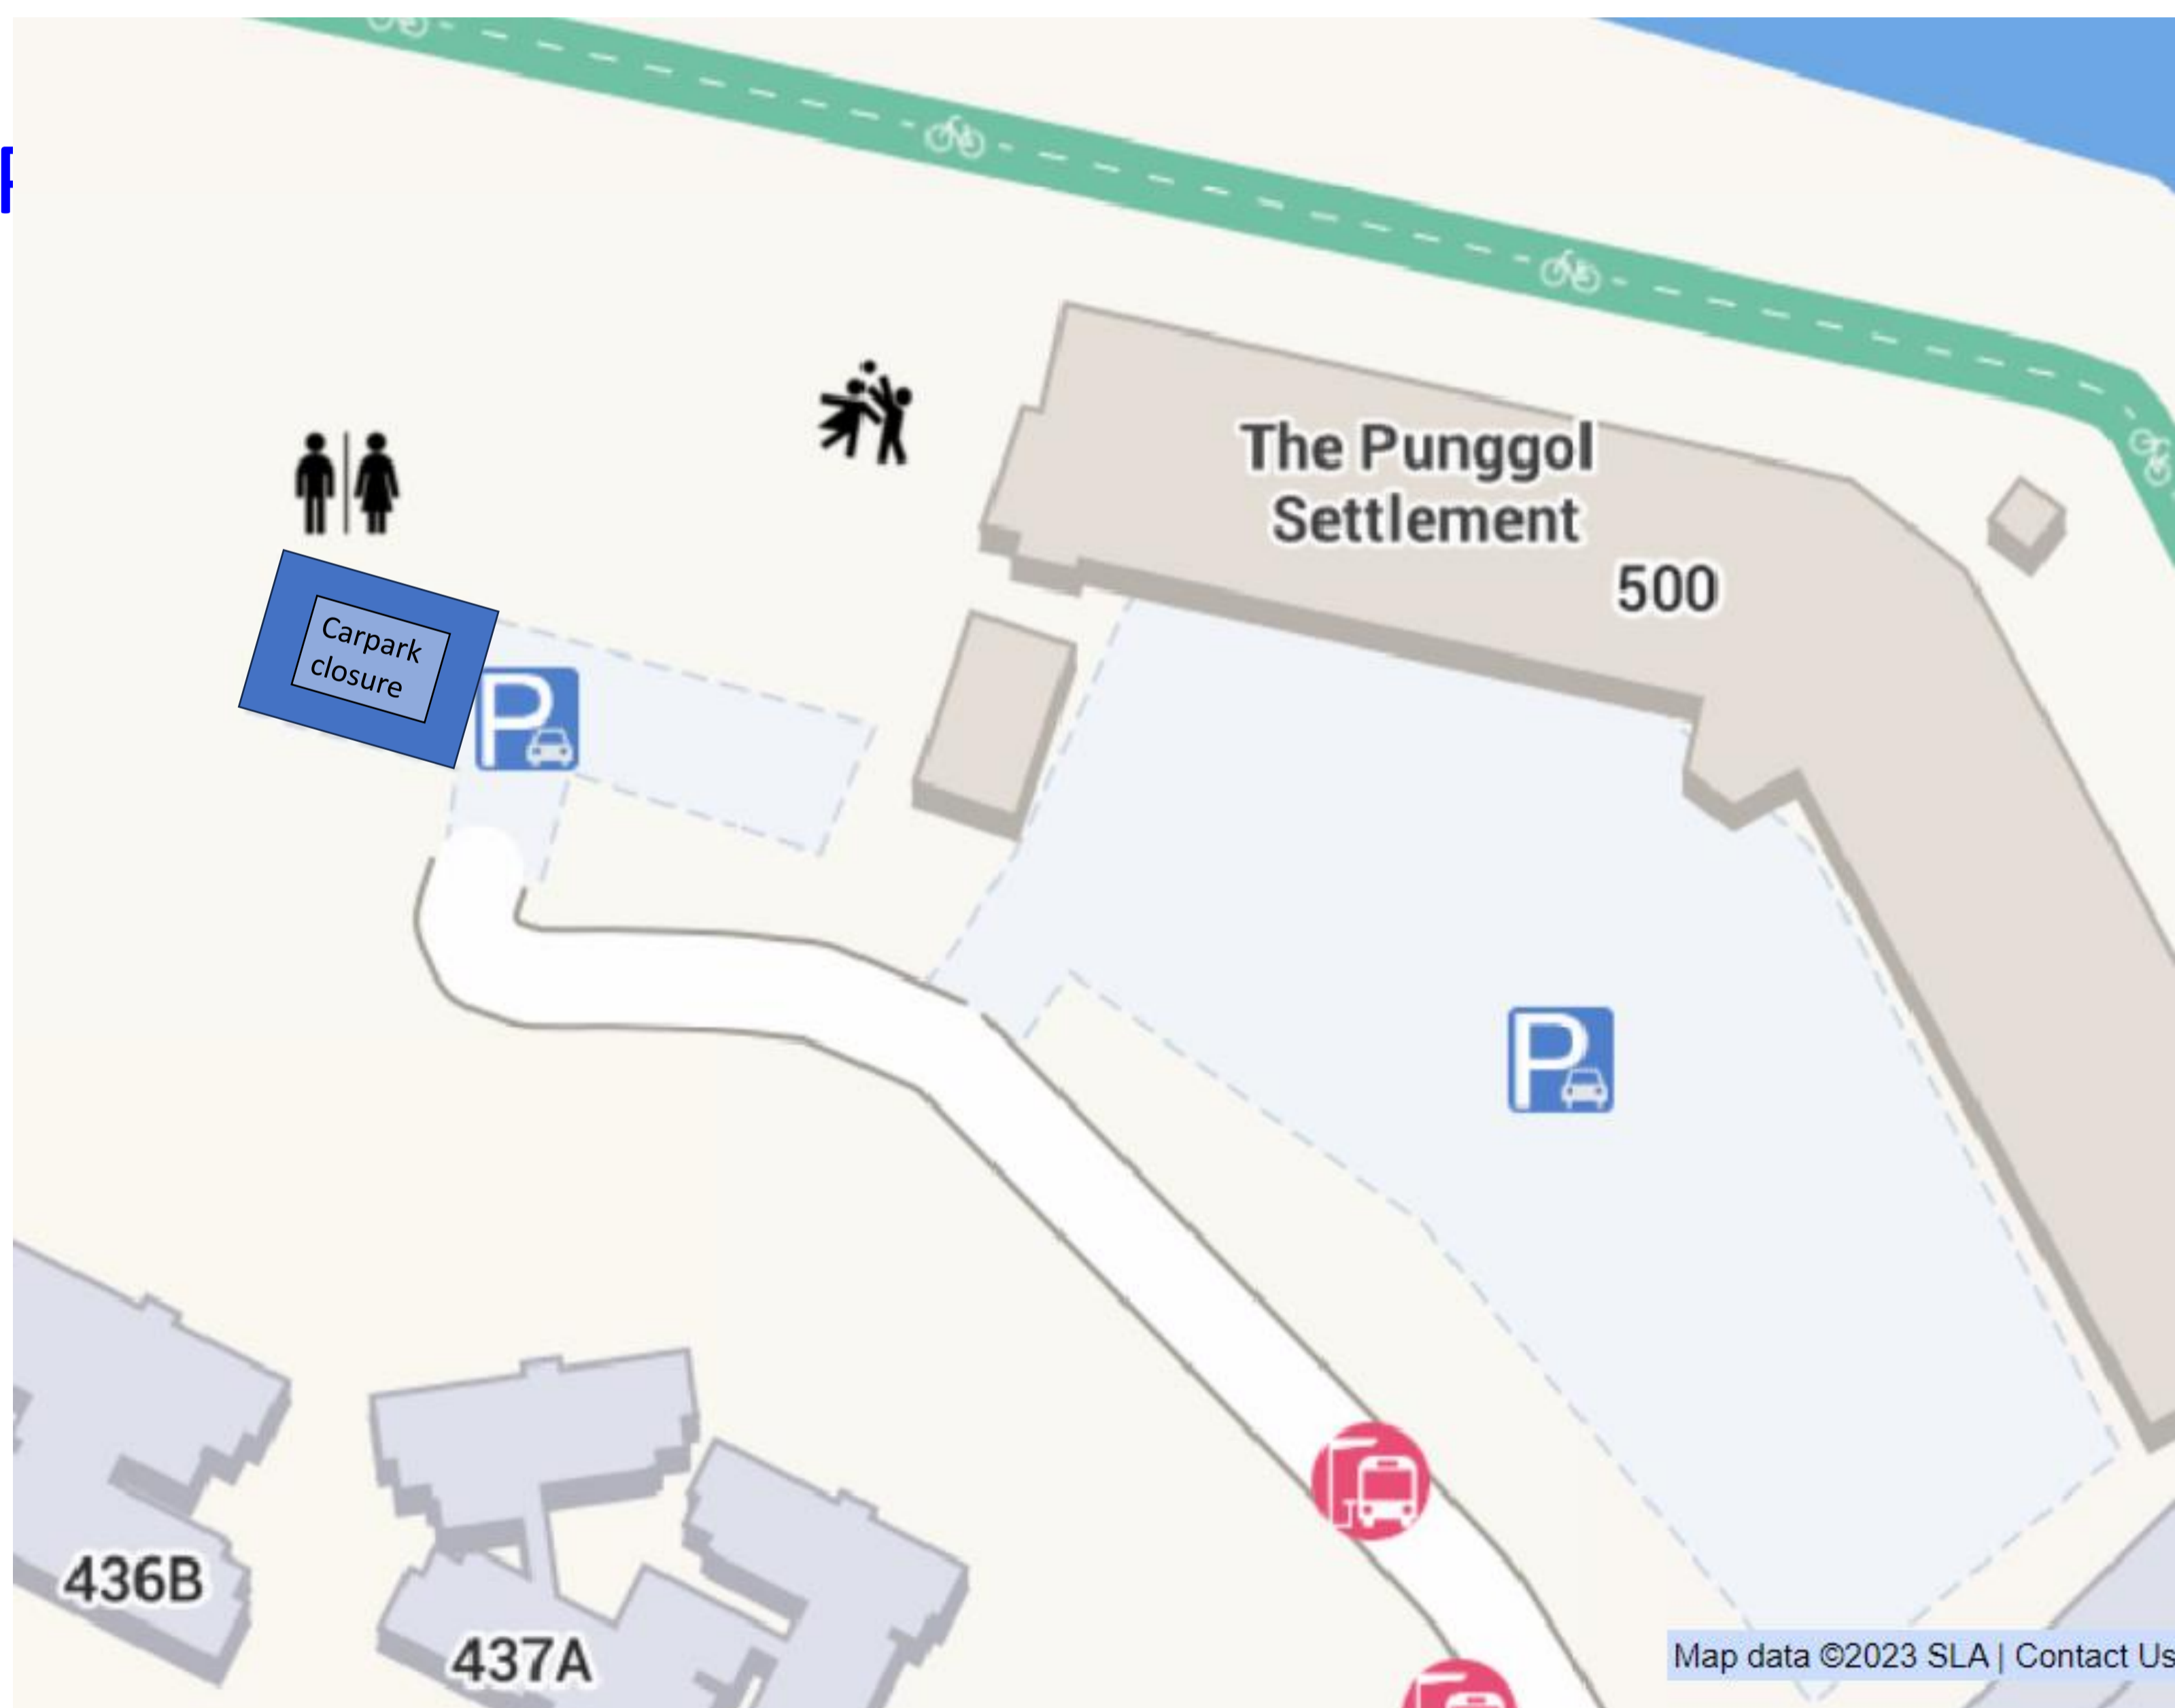 The Punggol
Settlement
500
Carpark
closure
P
P
436B
437A
Map data ©2023 SLA | Contact Us